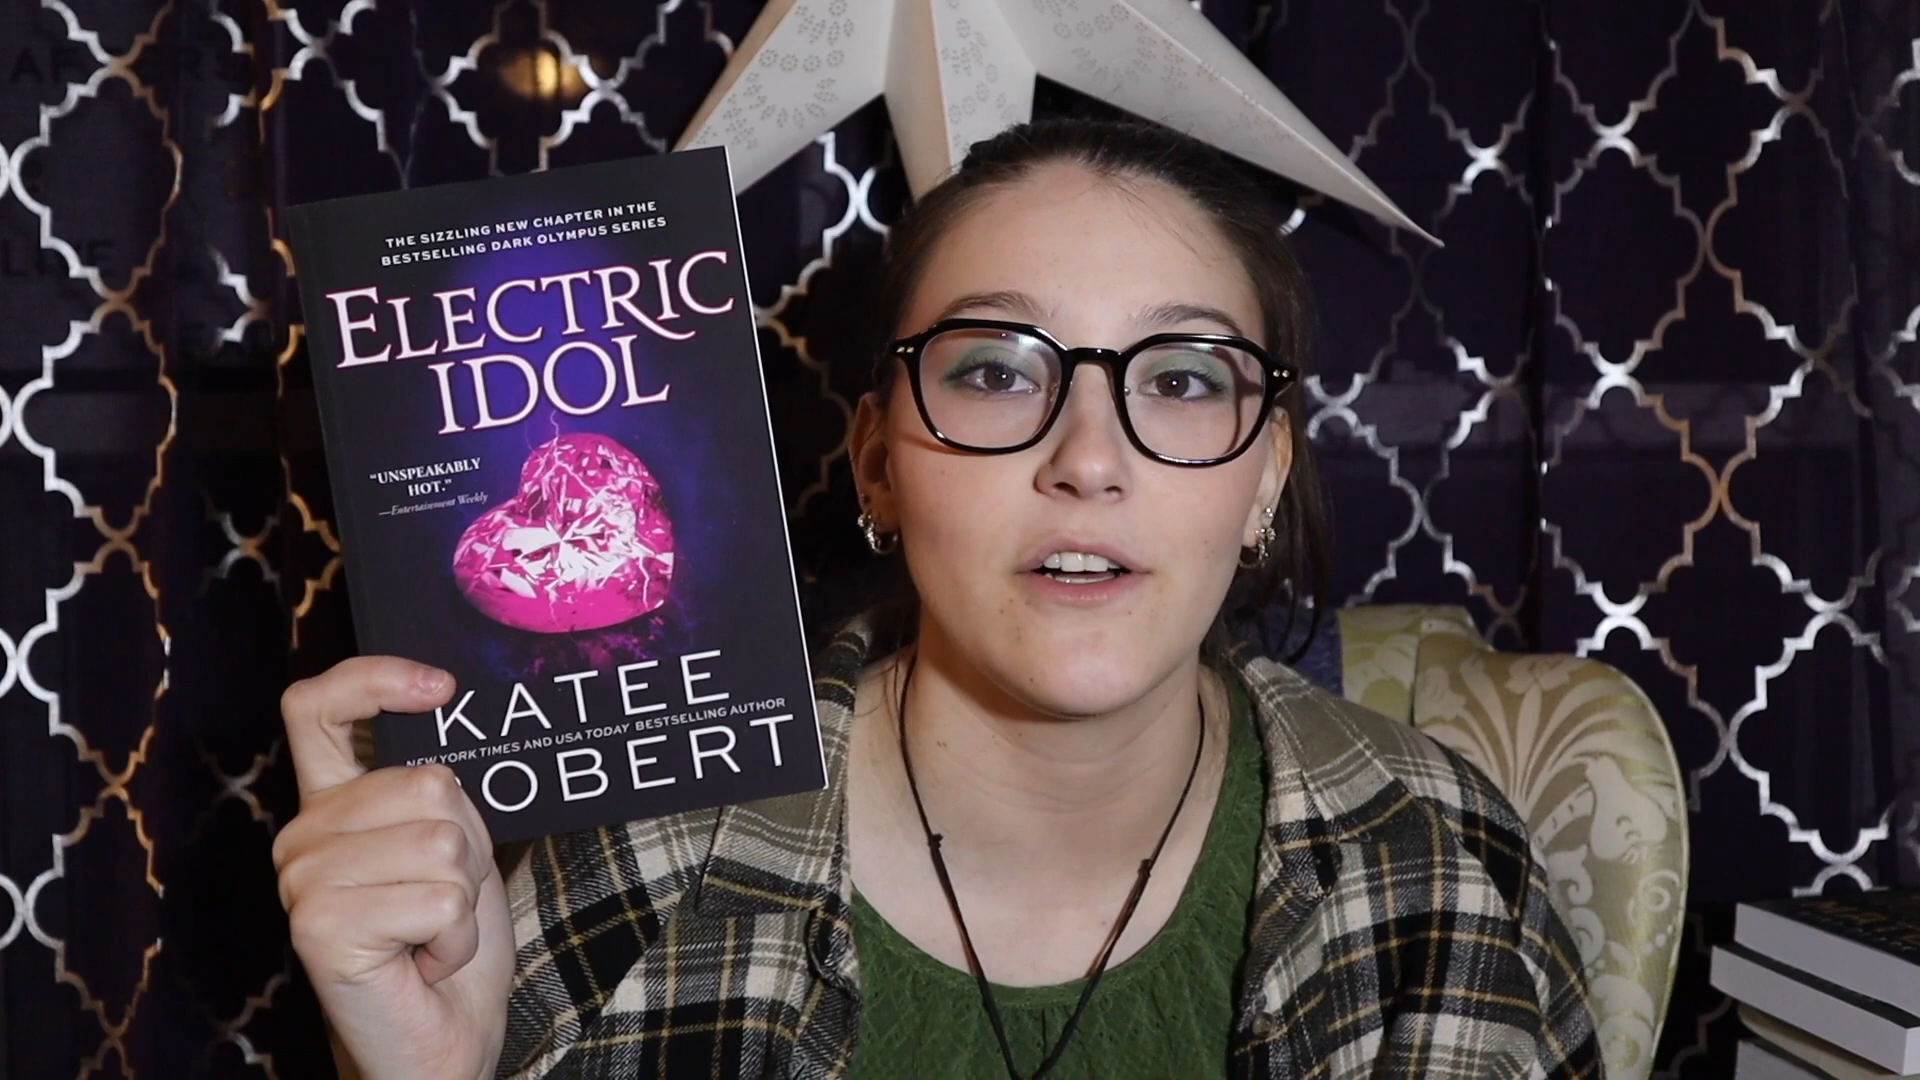 THE SIZZLING NEW CHAPTER IN THE
BESTSELLING DARK OLYMPUS SERIES
ELECTRIC
IDOL
“UNSPEAKABLY
HOT.”
—Entertainment Weekly
KATEE
NEW YORK TIMES AND USA TODAY BESTSELLING AUTHOR
ROBERT